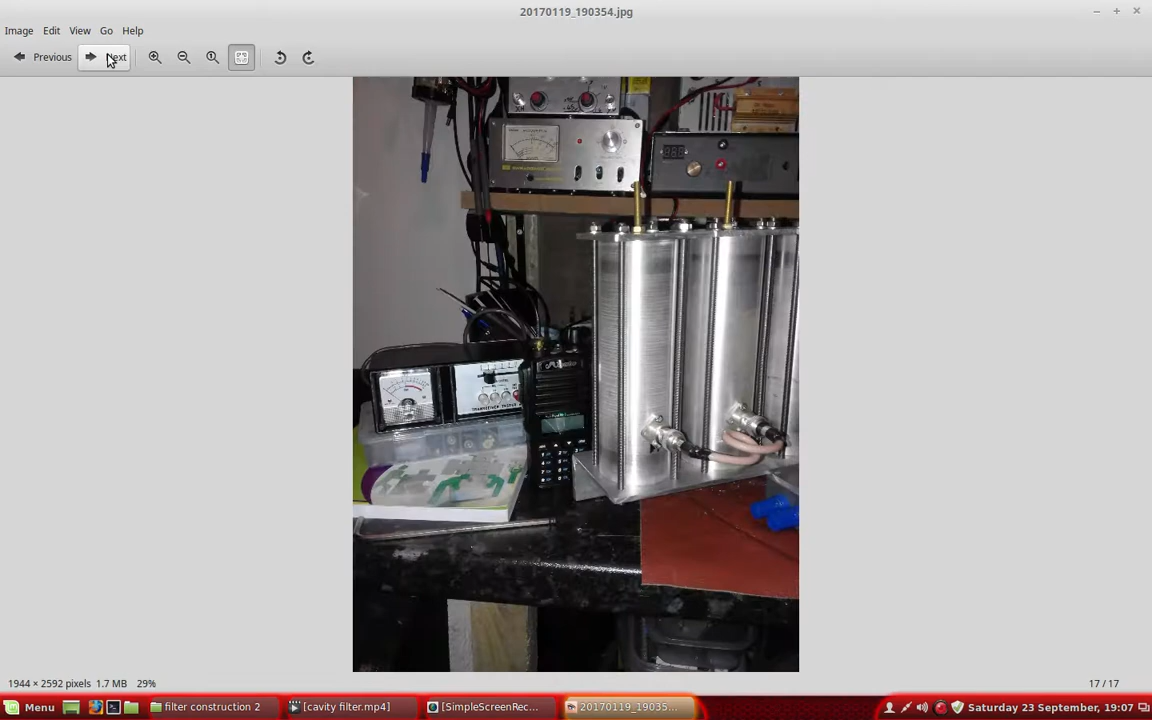 20170119_190354.jpg
Image Edit View Go Help
Previous Next
1944 × 2592 pixels 1.7 MB 29%
17 / 17
Menu
filter construction 2
[cavity filter.mp4]
[SimpleScreenRec...
20170119_19035...
Saturday 23 September, 19:07